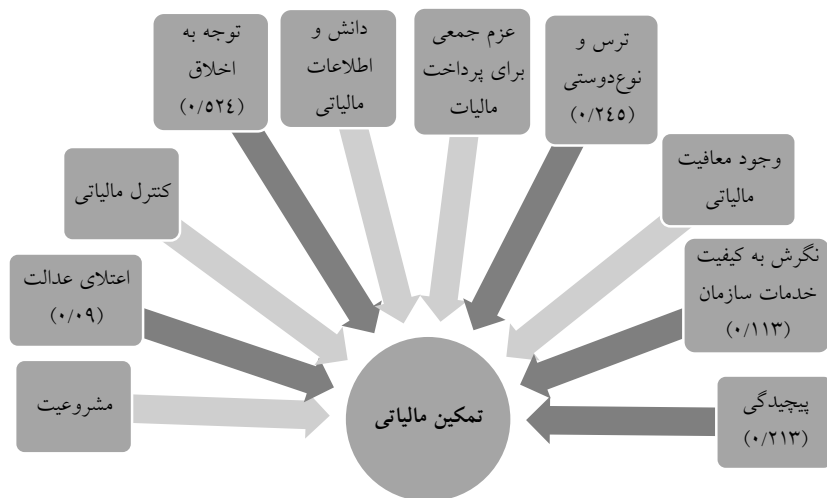 ترس و
نوع‌دوستی
(۰/۲٤٥)
عزم جمعی
برای پرداخت
مالیات
دانش و
اطلاعات
مالیاتی
توجه به
اخلاق
(۰/٥۲٤)
وجود معافیت
مالیاتی
کنترل مالیاتی
نگرش به کیفیت
خدمات سازمان
(۰/۱۱۳)
اعتلای عدالت
(۰/۰۹)
پیچیدگی
(۰/۲۱۳)
مشروعیت
تمکین مالیاتی